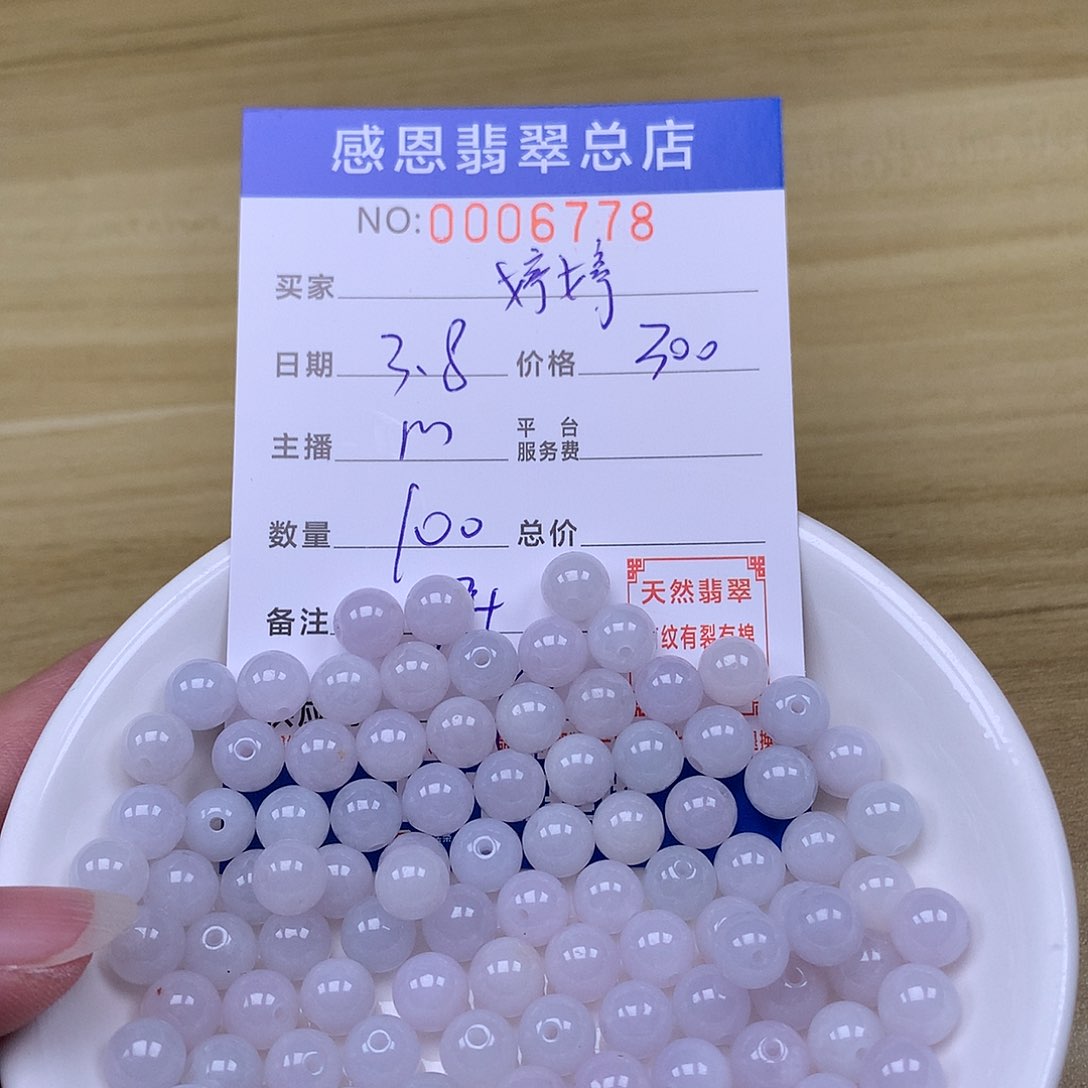 感恩翡翠总店
NO:0006778
买家 婷婷
日期 3.8 价格 300
主播 m 平台服务费
数量 100 总价
备注
天然翡翠
纹有裂有棉